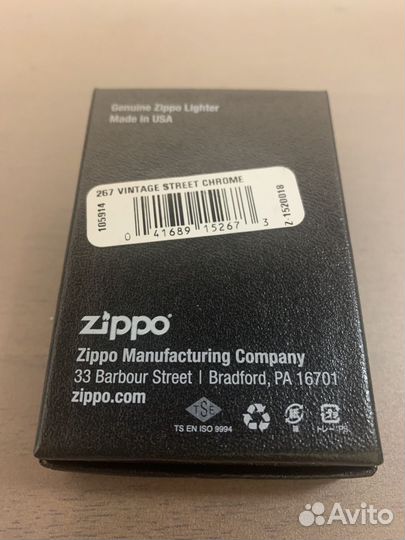 Genuine Zippo Lighter
Made in USA
267 VINTAGE STREET CHROME
105914
0 41689 15267 3
Z 1520018
zippo
Zippo Manufacturing Company
33 Barbour Street | Bradford, PA 16701
zippo.com
TSE
TS EN ISO 9994
Avito